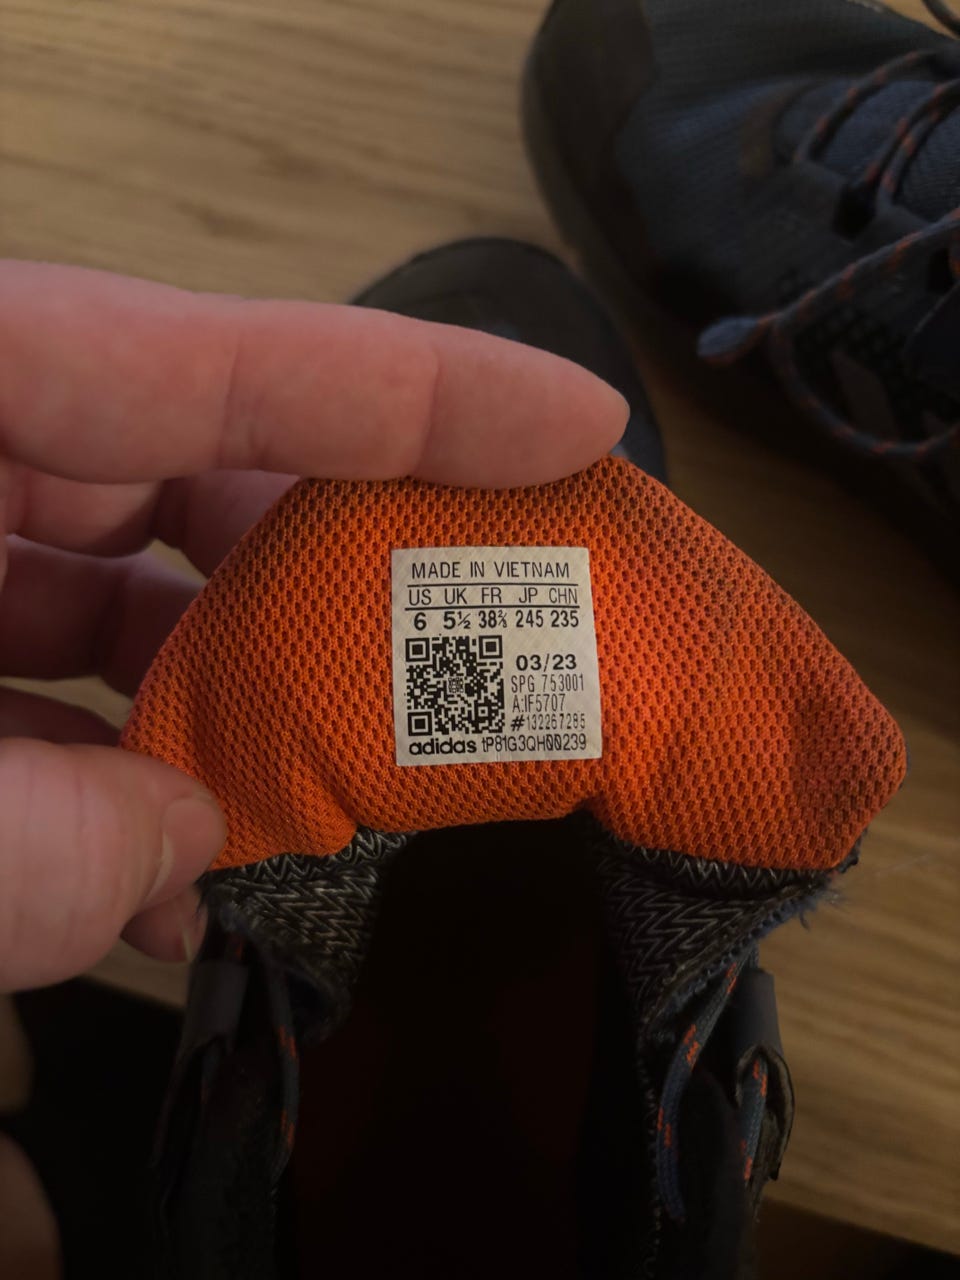 MADE IN VIETNAM
US UK FR JP CHN
6 5½ 38⅔ 245 235
03/23
SPG 753001
A:IF5707
#132267285
adidas tP81G3QH00239